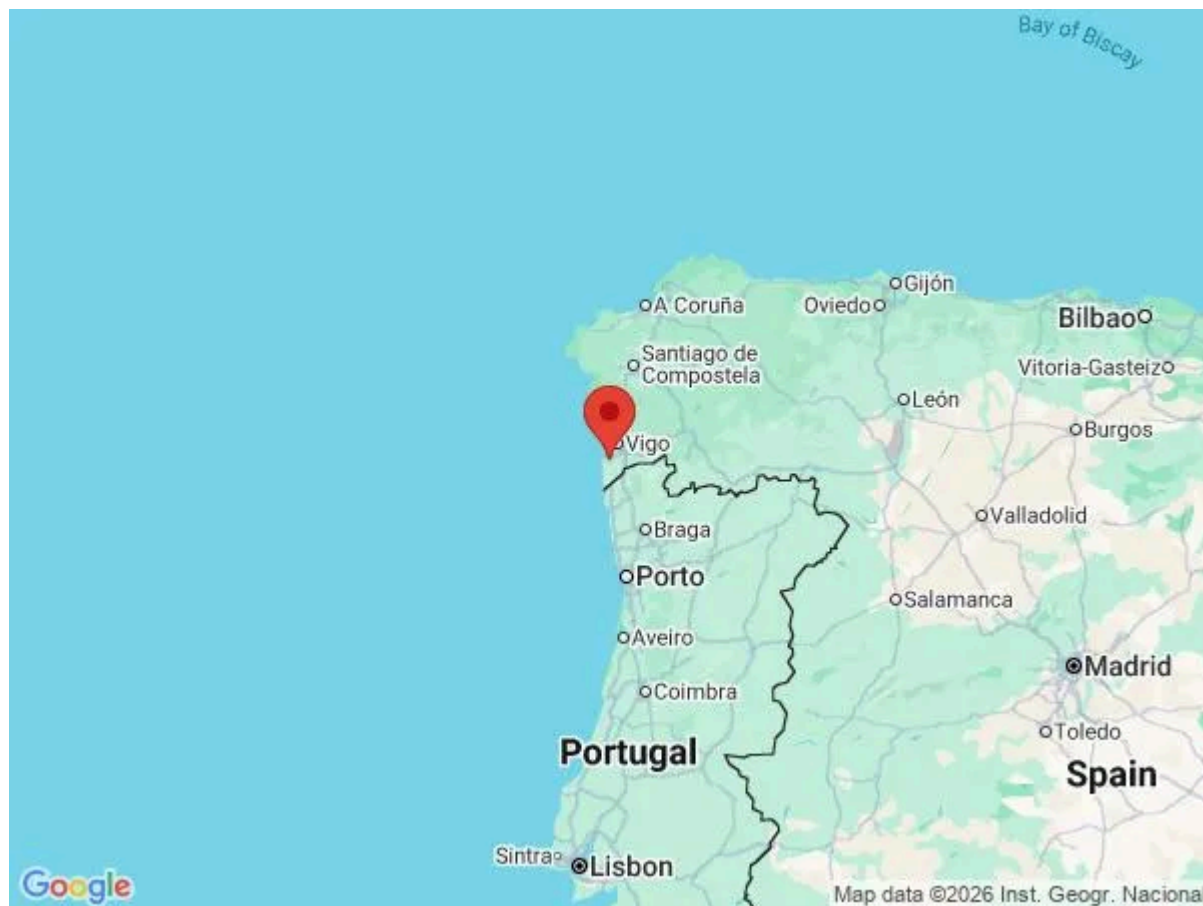 Bay of Biscay
Gijón
A Coruña
Oviedo
Bilbao
Santiago de
Compostela
Vitoria-Gasteiz
León
Vigo
Burgos
Valladolid
Braga
Porto
Salamanca
Aveiro
Madrid
Coimbra
Toledo
Portugal
Spain
Sintra
Lisbon
Google
Map data ©2026 Inst. Geogr. Nacional